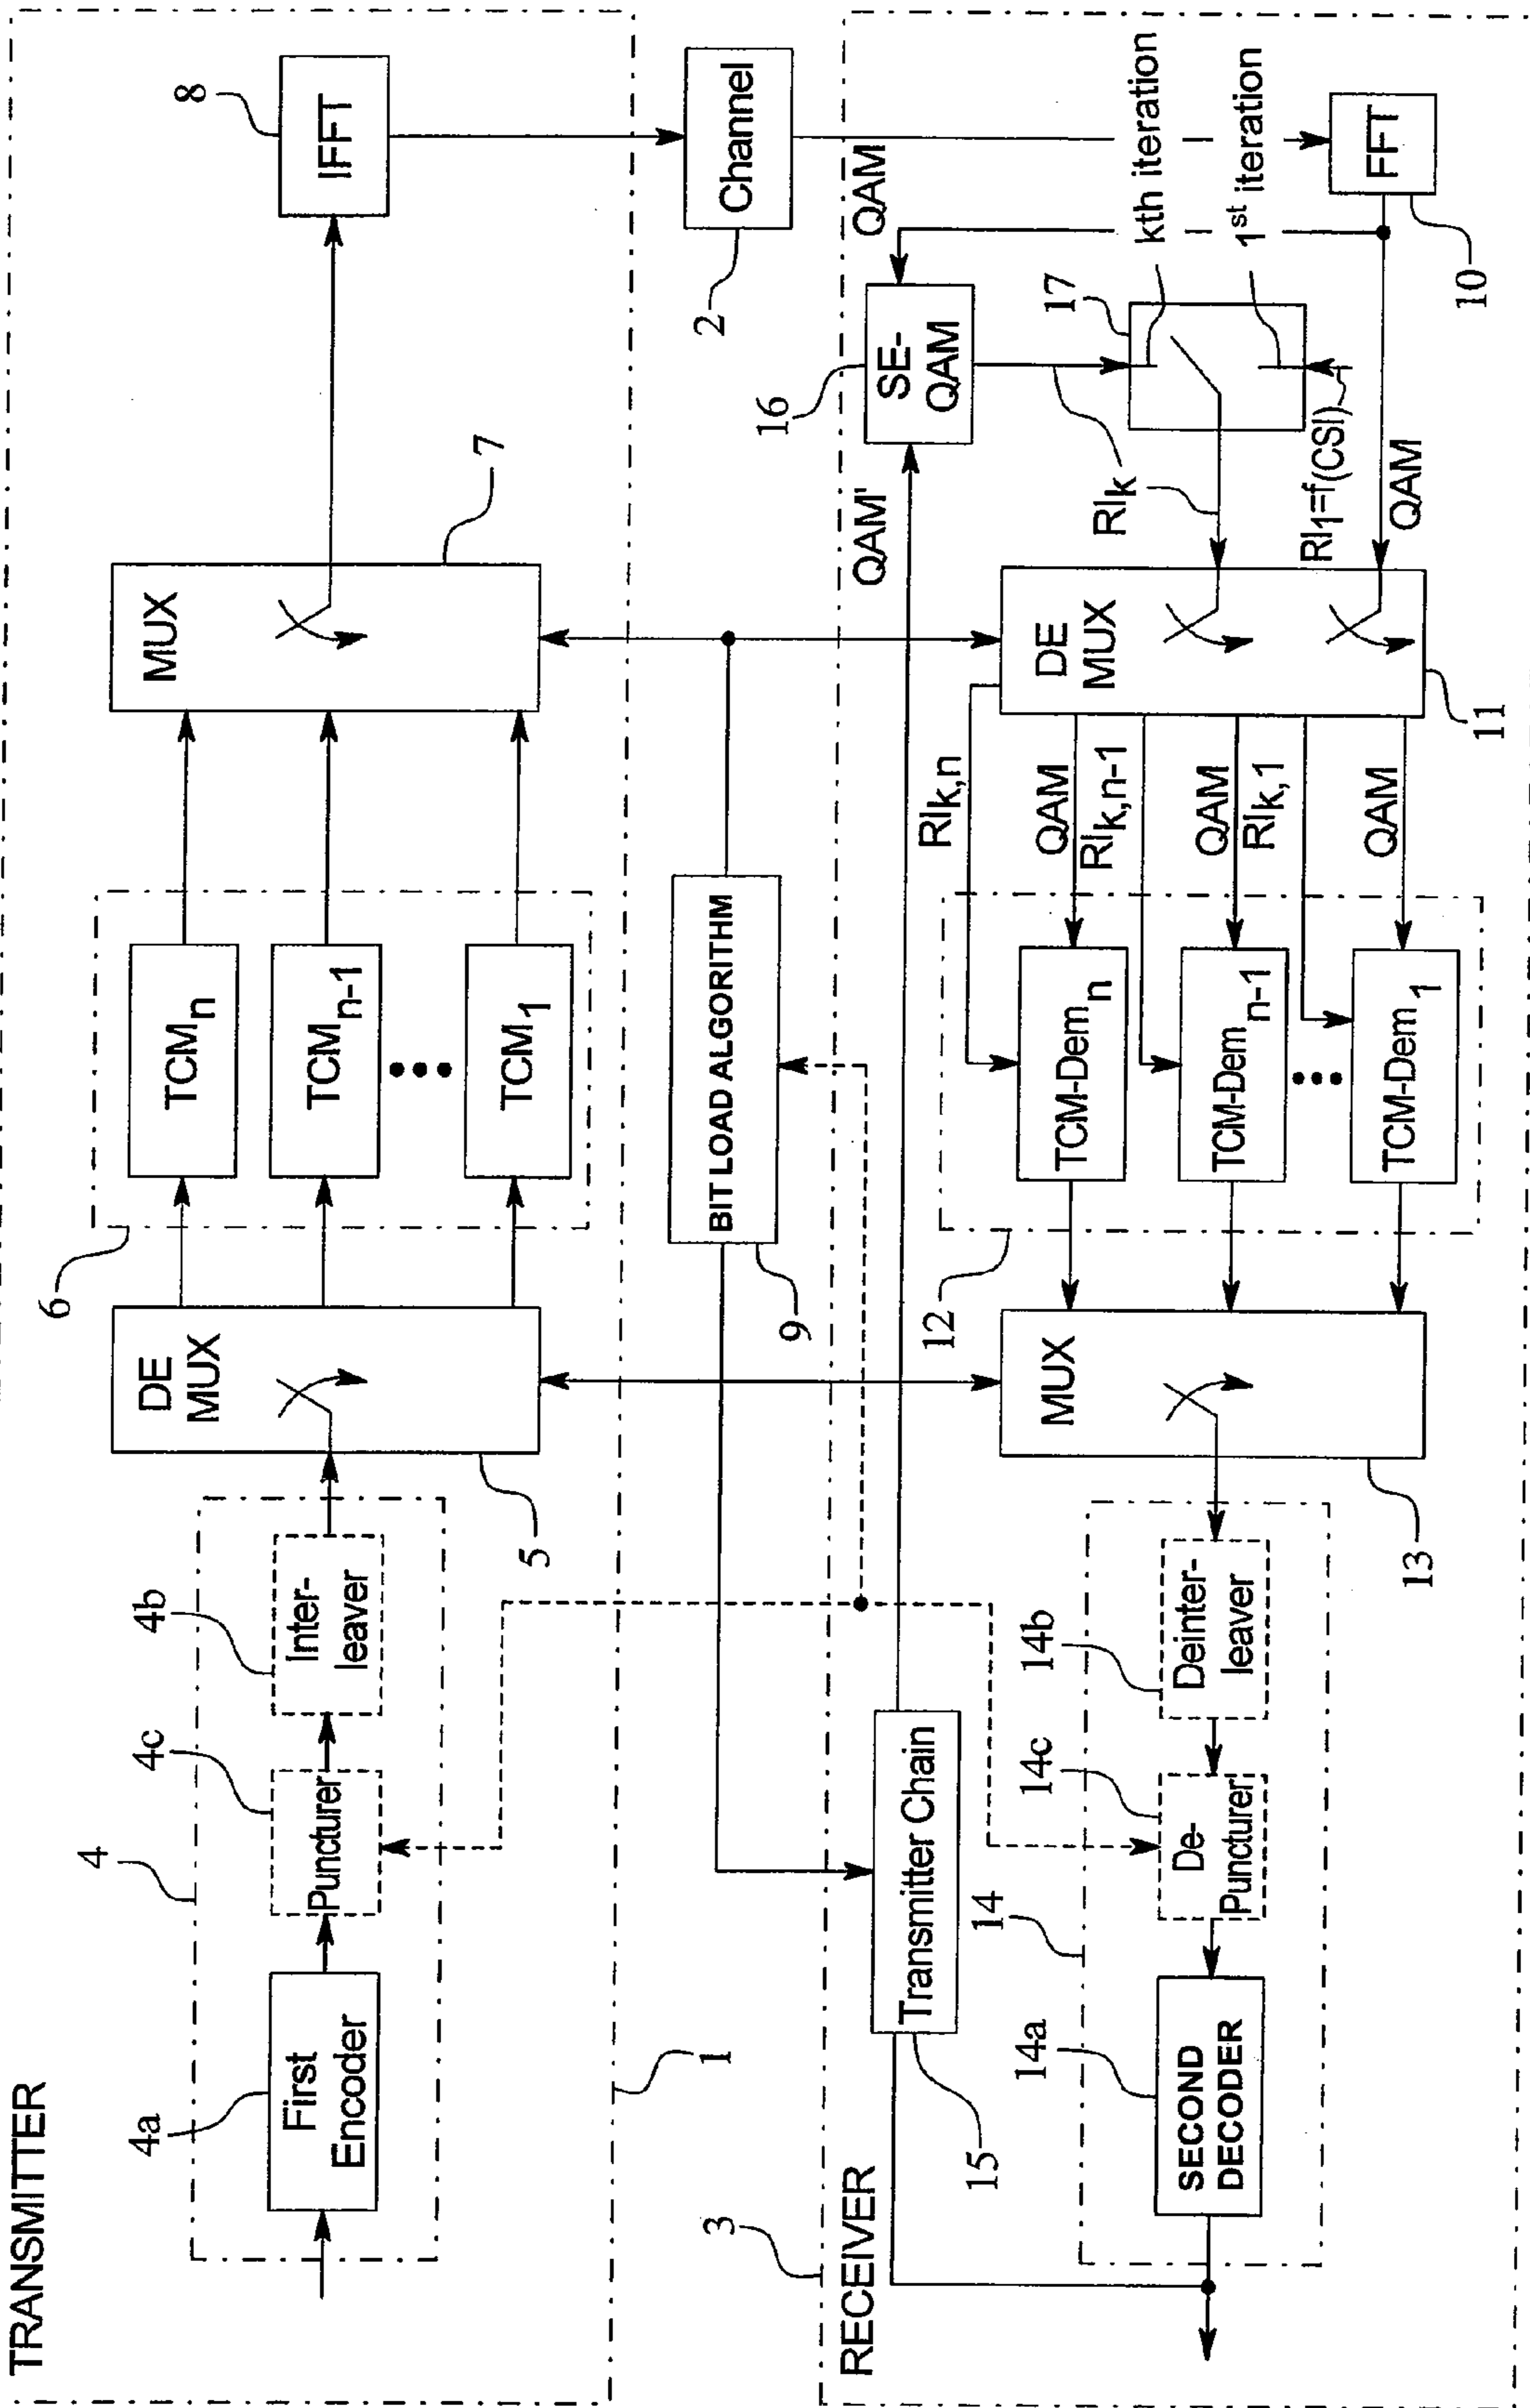 TRANSMITTER
4
4a
First
Encoder
4c
Puncturer
4b
Inter-
leaver
5
DE
MUX
6
TCMn
TCMn-1
TCM1
7
MUX
8
IFFT
1
9
BIT LOAD ALGORITHM
2
Channel
3
RECEIVER
15
Transmitter Chain
QAM'
16
SE-
QAM
QAM
17
kth iteration
1st iteration
RIk
RI1=f(CSI)
QAM
10
FFT
11
DE
MUX
RIk,n
QAM
RIk,n-1
QAM
RIk,1
QAM
12
TCM-Demn
TCM-Demn-1
TCM-Dem1
13
MUX
14
14b
Deinter-
leaver
14c
De-
Puncturer
14a
SECOND
DECODER